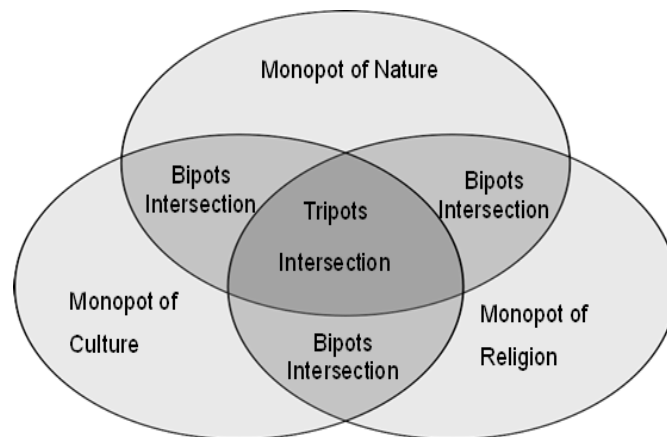 Monopot of Nature
Bipots
Intersection
Bipots
Intersection
Tripots
Intersection
Monopot of
Culture
Monopot of
Religion
Bipots
Intersection